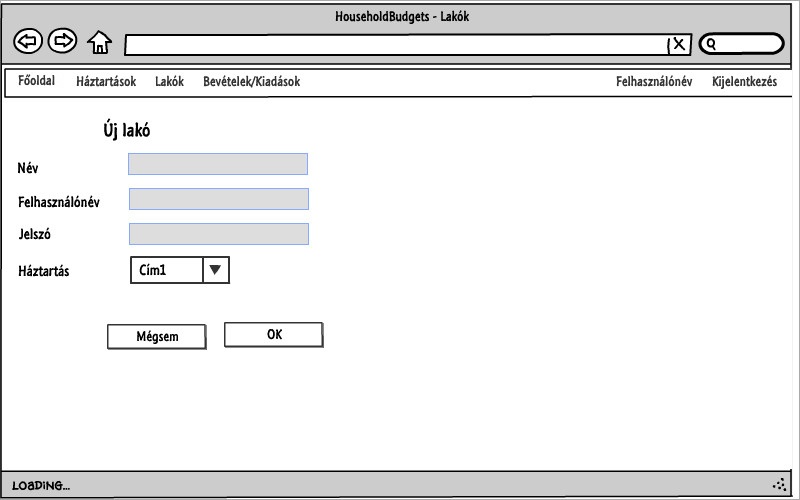 HouseholdBudgets - Lakók
Főoldal Háztartások Lakók Bevételek/Kiadások Felhasználónév Kijelentkezés
Új lakó
Név
Felhasználónév
Jelszó
Háztartás Cím1
Mégsem OK
LOADING...